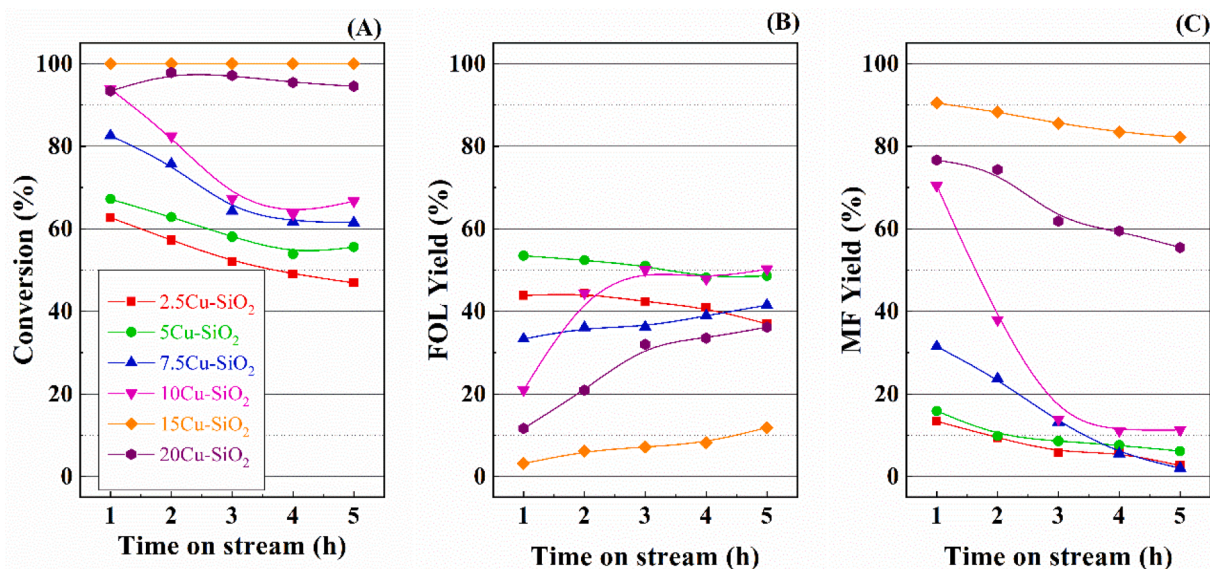 (A)
Conversion (%)
100
80
60
40
20
0
2.5Cu-SiO₂
5Cu-SiO₂
7.5Cu-SiO₂
10Cu-SiO₂
15Cu-SiO₂
20Cu-SiO₂
1 2 3 4 5
Time on stream (h)
(B)
FOL Yield (%)
100
80
60
40
20
0
1 2 3 4 5
Time on stream (h)
(C)
MF Yield (%)
100
80
60
40
20
0
1 2 3 4 5
Time on stream (h)